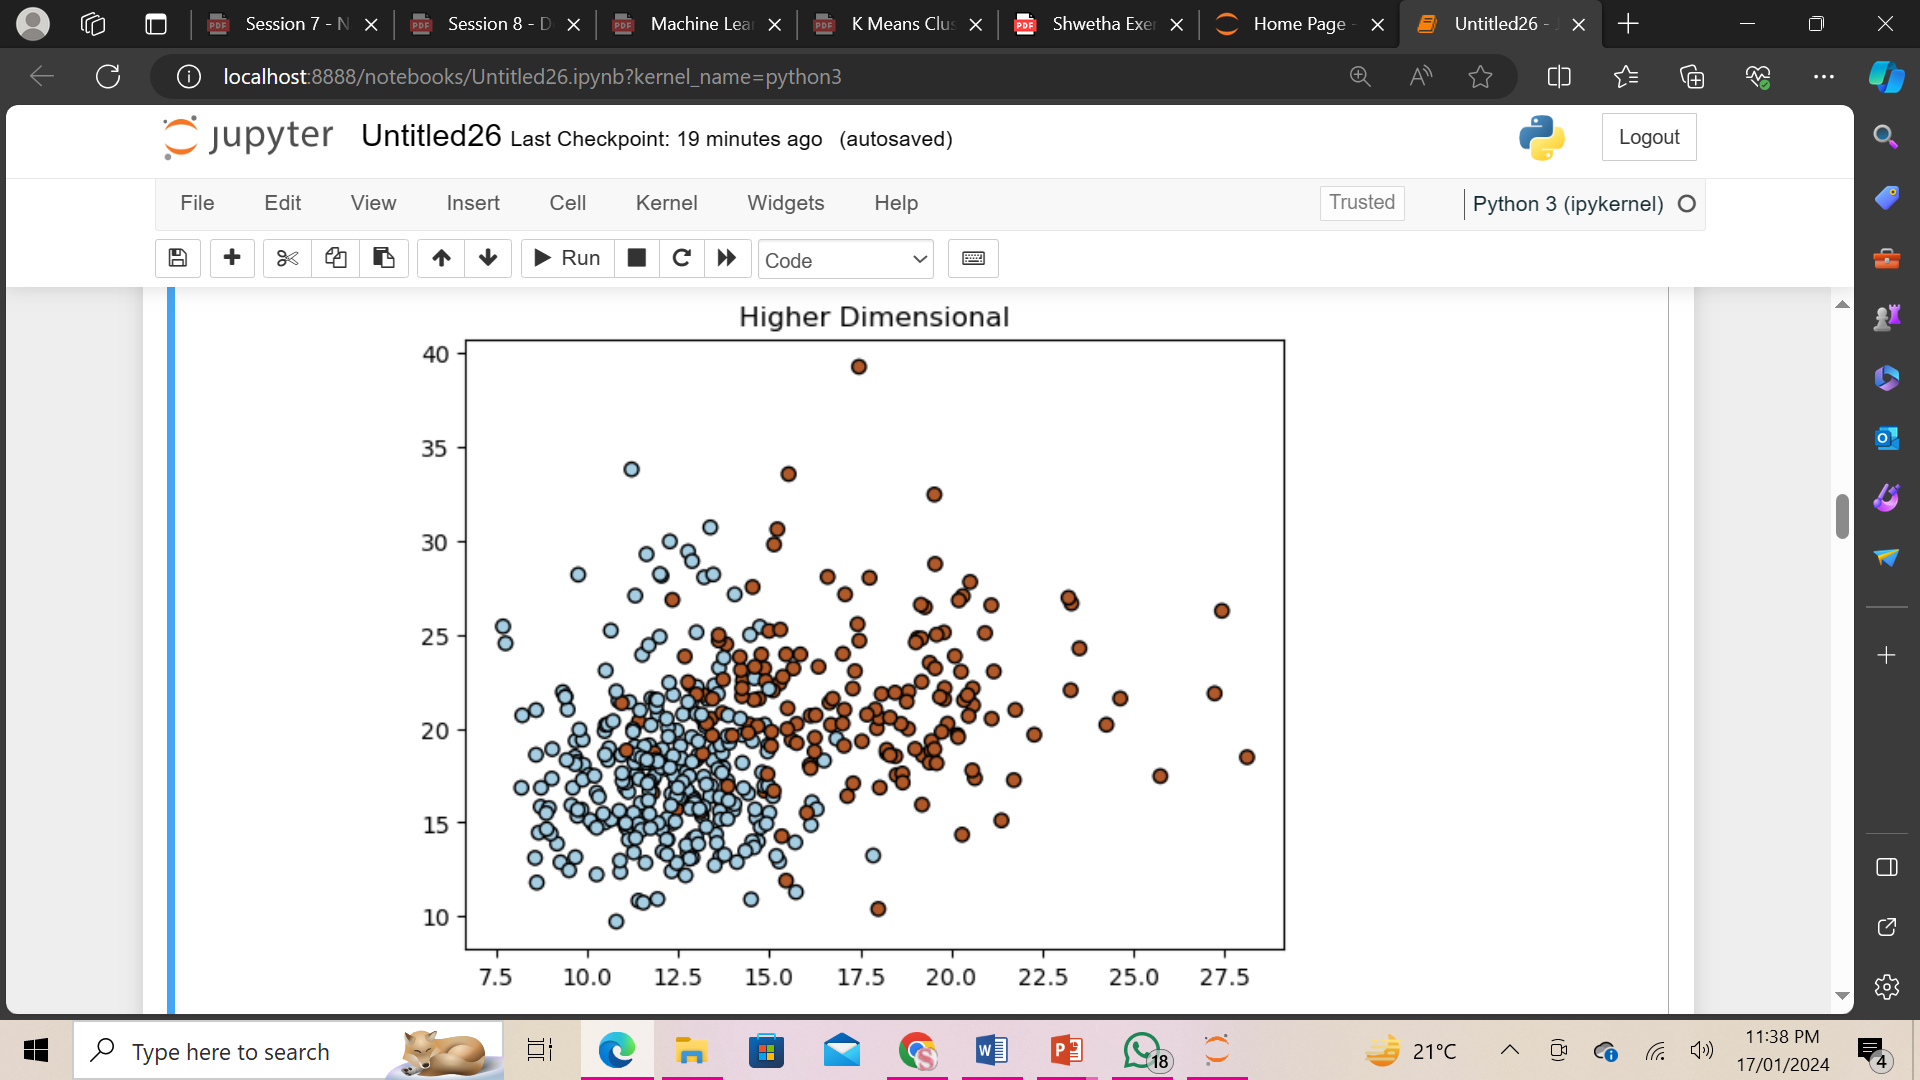 Session 7 - N
Session 8 - D
Machine Lear
K Means Clus
Shwetha Exer
Home Page -
Untitled26 - J
localhost:8888/notebooks/Untitled26.ipynb?kernel_name=python3
jupyter Untitled26 Last Checkpoint: 19 minutes ago (autosaved)
Logout
File Edit View Insert Cell Kernel Widgets Help
Trusted
Python 3 (ipykernel)
Run
Code
Higher Dimensional
40
35
30
25
20
15
10
7.5 10.0 12.5 15.0 17.5 20.0 22.5 25.0 27.5
Type here to search
18
21°C
11:38 PM
17/01/2024
4